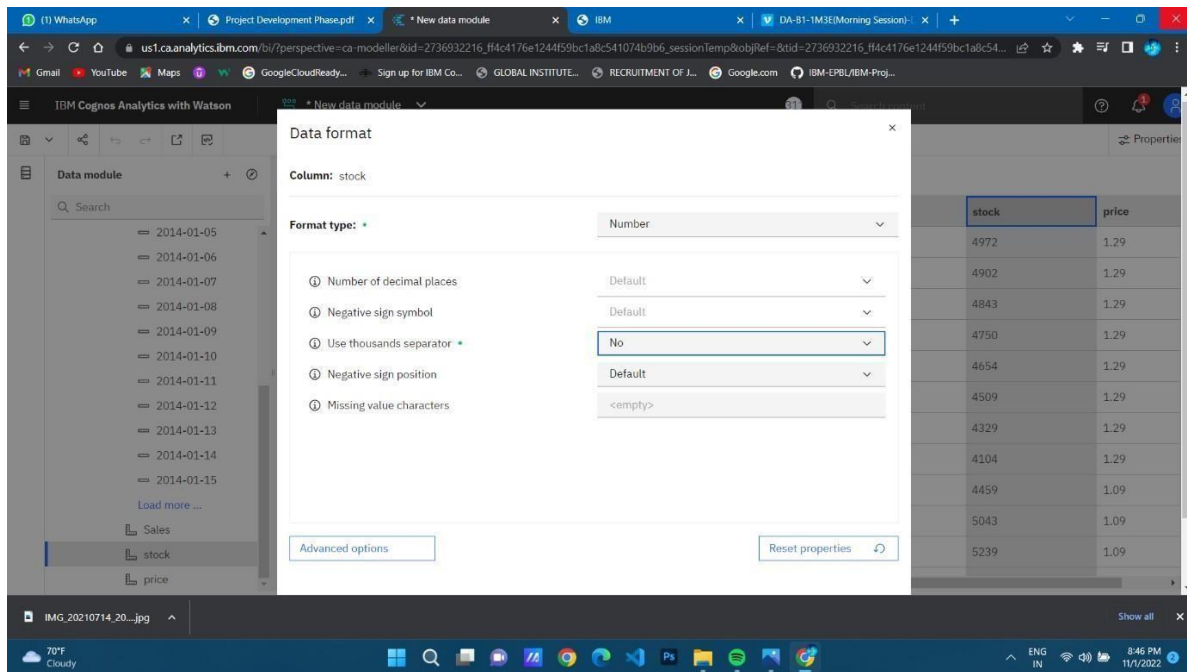 (1) WhatsApp
Project Development Phase.pdf
* New data module
IBM
DA-B1-1M3E(Morning Session)-
us1.ca.analytics.ibm.com/bi/?perspective=ca-modeller&id=2736932216_ff4c4176e1244f59bc1a8c541074b9b6_sessionTemp&objRef=&tid=2736932216_ff4c4176e1244f59bc1a8c54...
Gmail YouTube Maps GoogleCloudReady... Sign up for IBM Co... GLOBAL INSTITUTE... RECRUITMENT OF J... Google.com IBM-EPBL/IBM-Proj...
IBM Cognos Analytics with Watson
* New data module
Search content
Properties
Data module
Search
2014-01-05
2014-01-06
2014-01-07
2014-01-08
2014-01-09
2014-01-10
2014-01-11
2014-01-12
2014-01-13
2014-01-14
2014-01-15
Load more ...
Sales
stock
price
Data format
Column: stock
Format type: Number
Number of decimal places Default
Negative sign symbol Default
Use thousands separator No
Negative sign position Default
Missing value characters <empty>
Advanced options
Reset properties
stock price
4972 1.29
4902 1.29
4843 1.29
4750 1.29
4654 1.29
4509 1.29
4329 1.29
4104 1.29
4459 1.09
5043 1.09
5239 1.09
IMG_20210714_20....jpg
Show all
70°F
Cloudy
Ps
ENG
IN
8:46 PM
11/1/2022
2